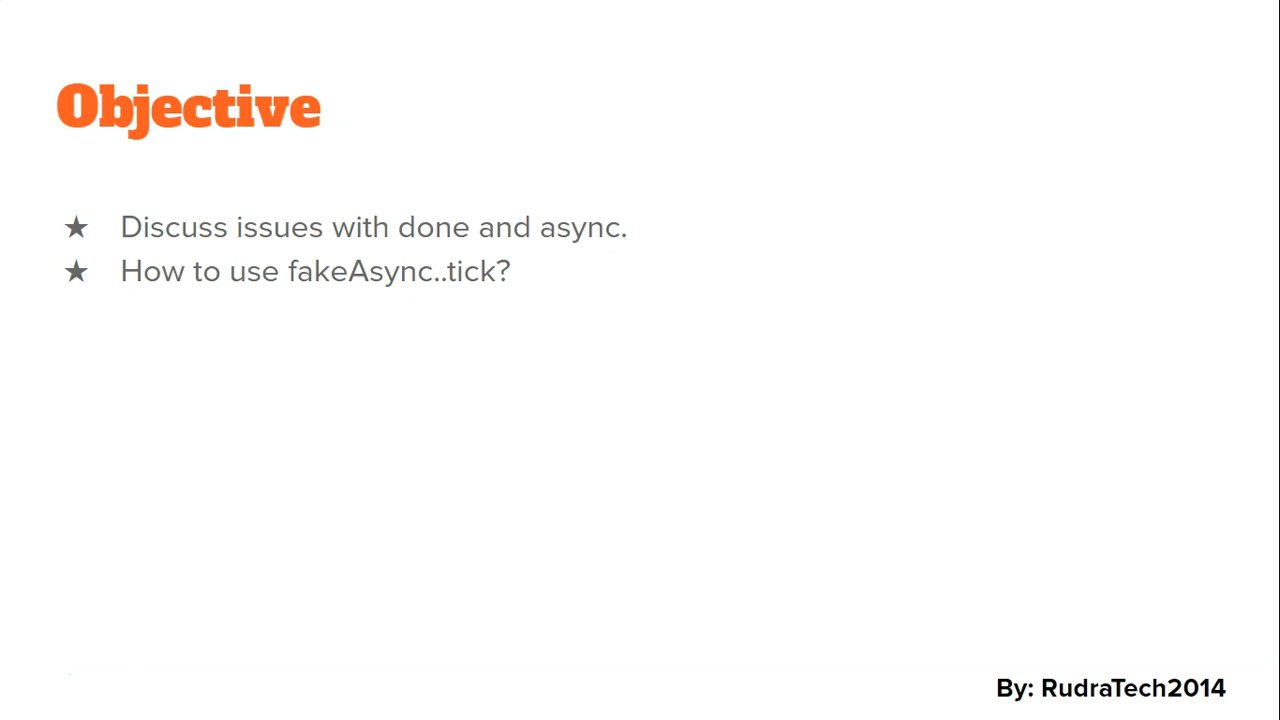 Objective
★ Discuss issues with done and async.
★ How to use fakeAsync..tick?
By: RudraTech2014